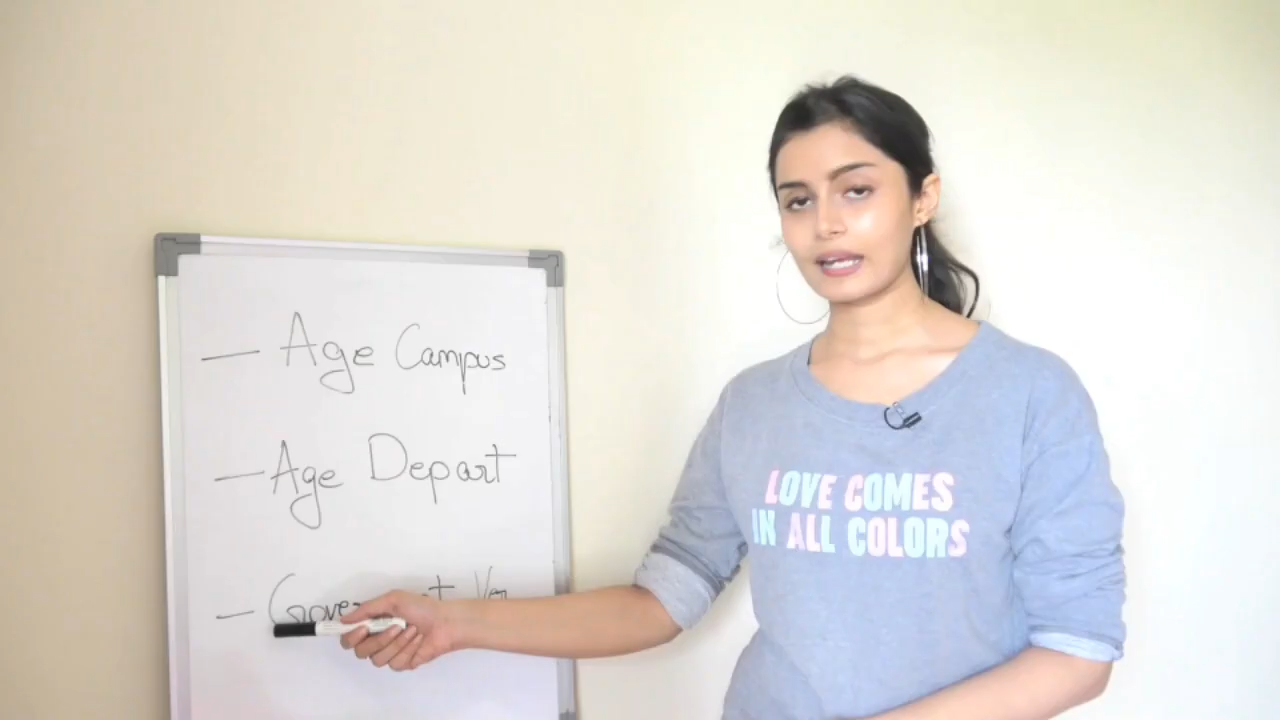 — Age Campus
— Age Depart
—
LOVE COMES
IN ALL COLORS